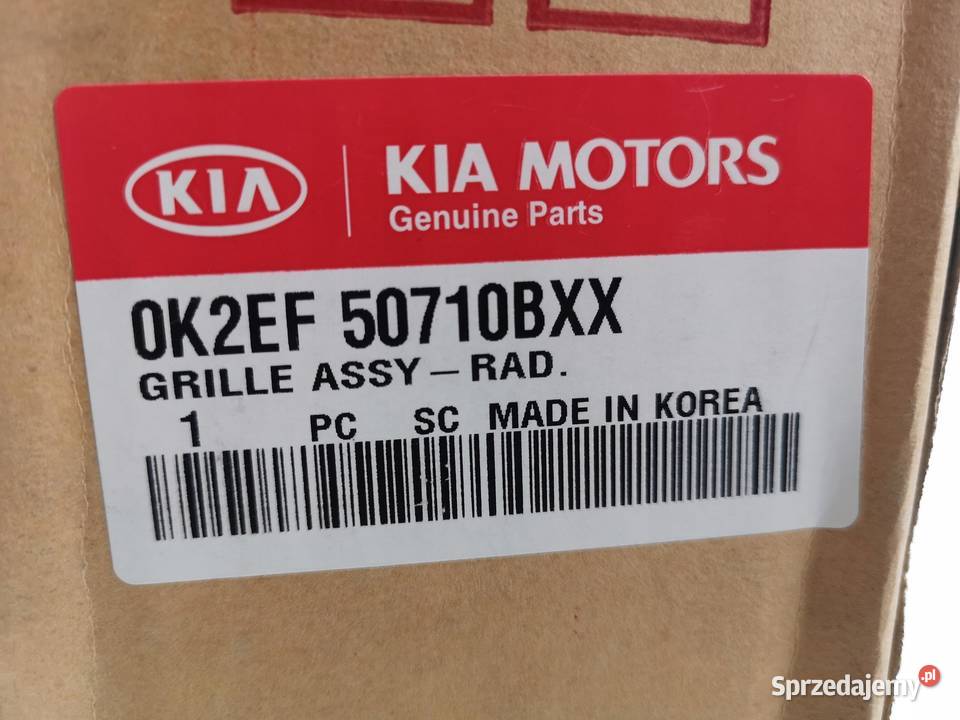 KIA
KIA MOTORS
Genuine Parts
0K2EF 50710BXX
GRILLE ASSY-RAD.
1 PC SC MADE IN KOREA
Sprzedajemy.pl